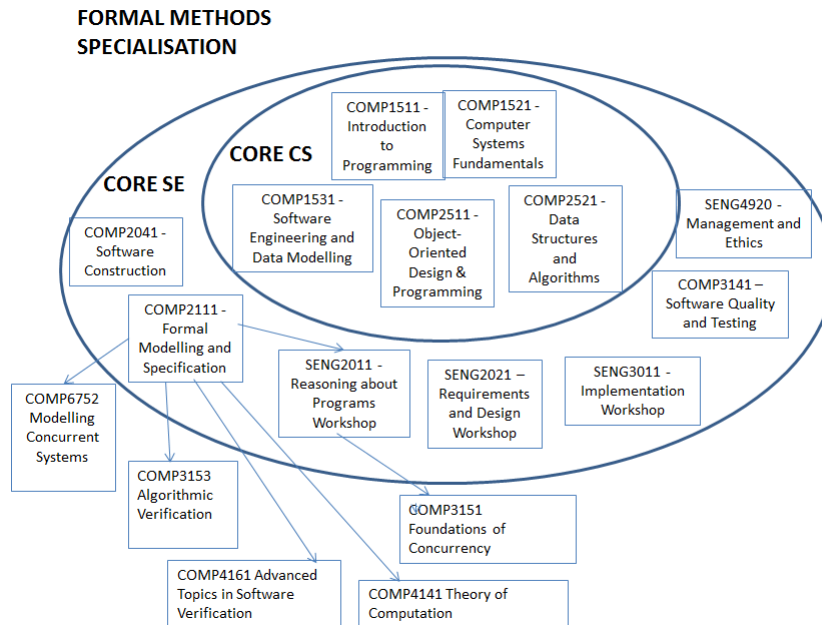 FORMAL METHODS
SPECIALISATION
COMP1511 -
Introduction
to
Programming
COMP1521 -
Computer
Systems
Fundamentals
CORE CS
CORE SE
COMP1531 -
Software
Engineering and
Data Modelling
COMP2511 -
Object-
Oriented
Design &
Programming
COMP2521 -
Data
Structures
and
Algorithms
SENG4920 -
Management and
Ethics
COMP2041 -
Software
Construction
COMP3141 –
Software Quality
and Testing
COMP2111 -
Formal
Modelling and
Specification
SENG2011 -
Reasoning about
Programs
Workshop
SENG2021 –
Requirements
and Design
Workshop
SENG3011 -
Implementation
Workshop
COMP6752
Modelling
Concurrent
Systems
COMP3153
Algorithmic
Verification
COMP3151
Foundations of
Concurrency
COMP4161 Advanced
Topics in Software
Verification
COMP4141 Theory of
Computation